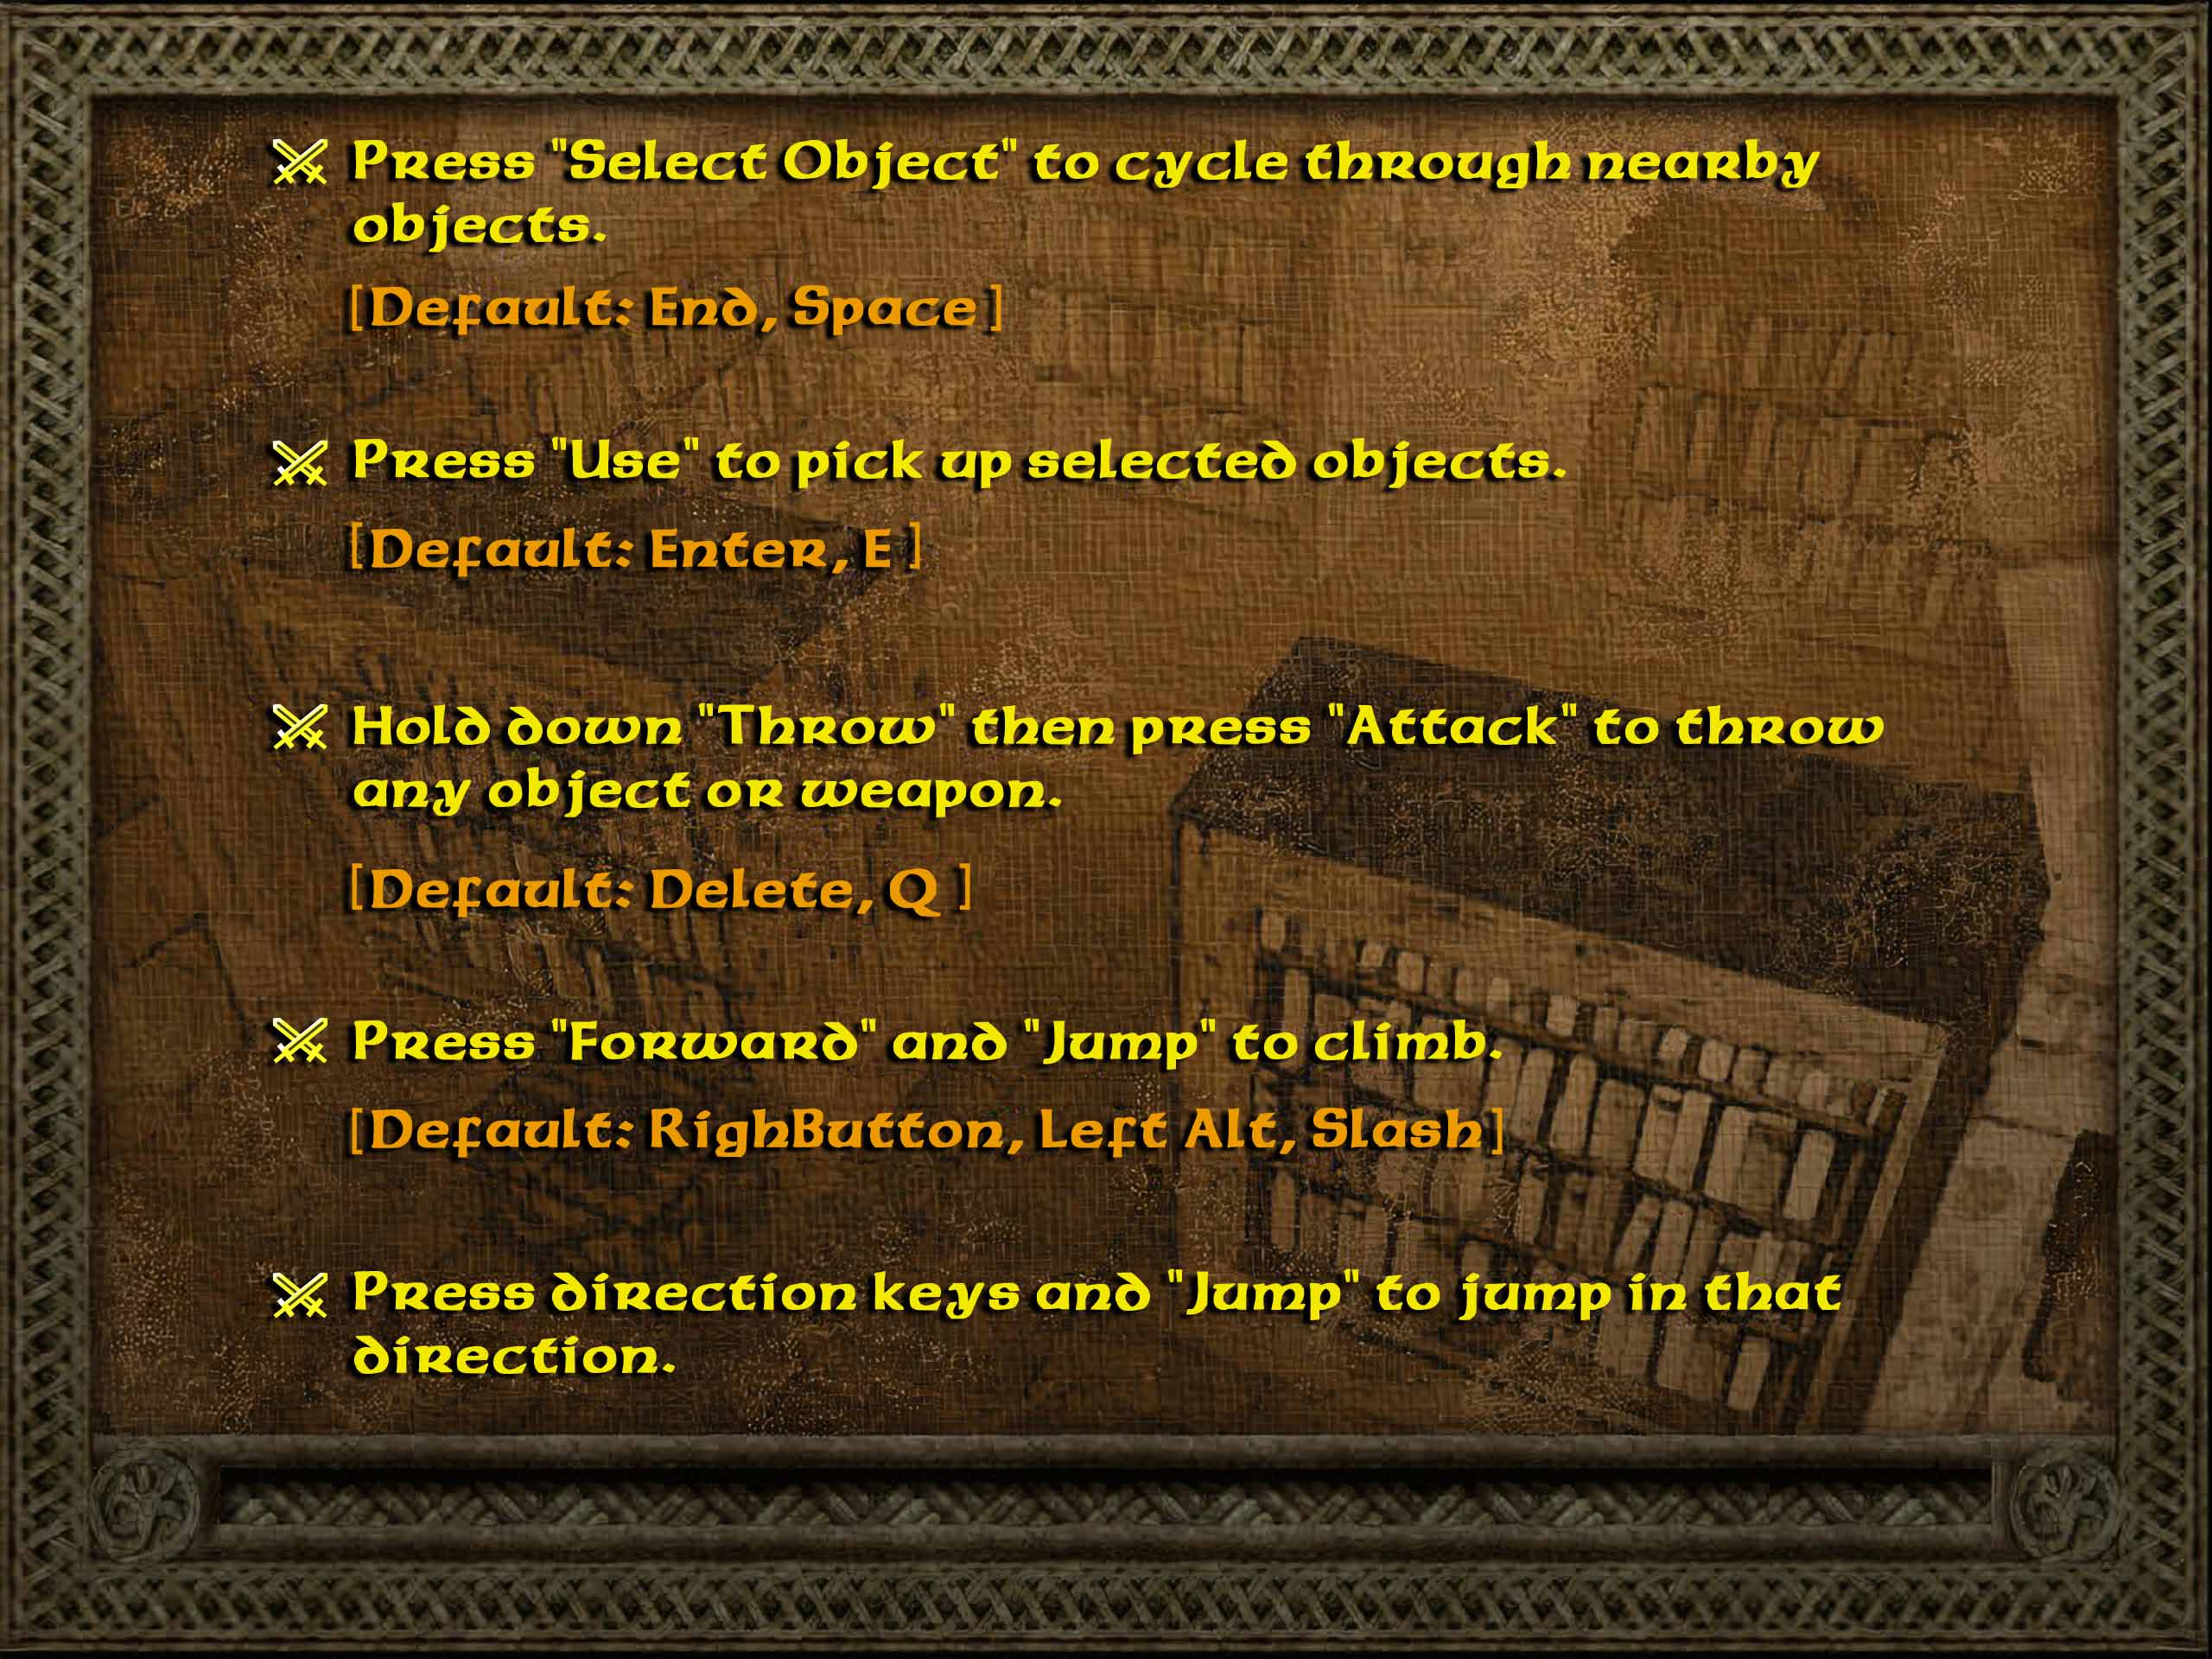 Press "Select Object" to cycle through nearby
objects.
[Default: End, Space]
Press "Use" to pick up selected objects.
[Default: Enter, E ]
Hold down "Throw" then press "Attack" to throw
any object or weapon.
[Default: Delete, Q ]
Press "Forward" and "Jump" to climb.
[Default: RighButton, Left Alt, Slash]
Press direction keys and "Jump" to jump in that
direction.